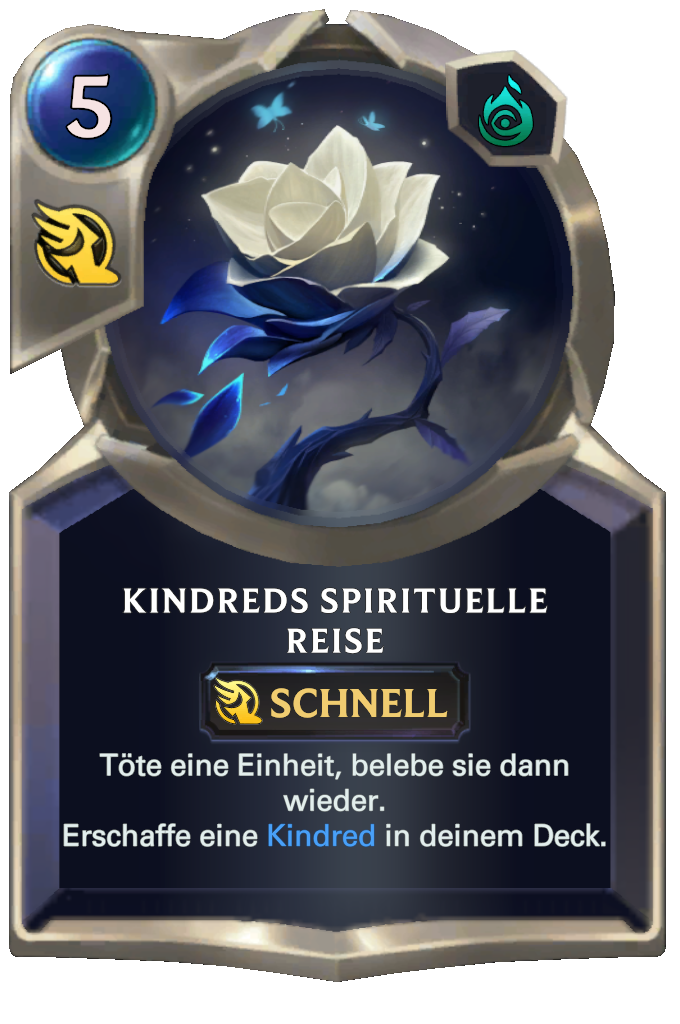 5
KINDREDS SPIRITUELLE
REISE
SCHNELL
Töte eine Einheit, belebe sie dann
wieder.
Erschaffe eine Kindred in deinem Deck.